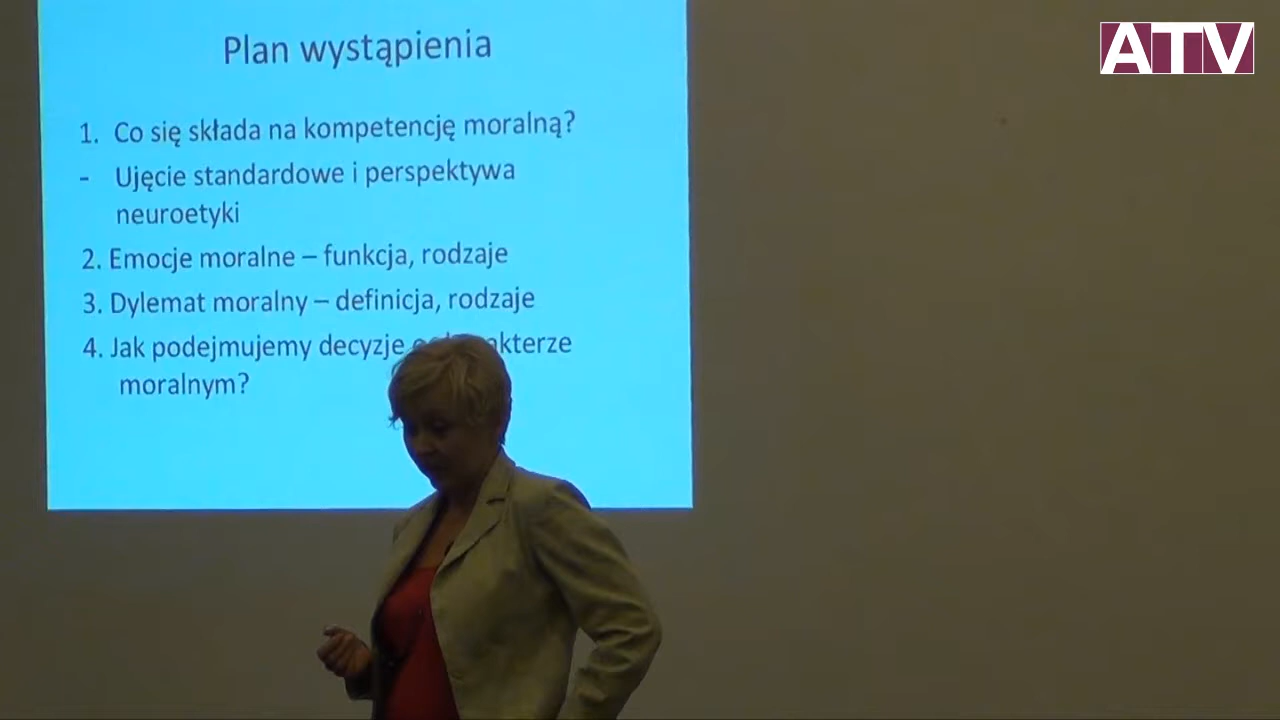 ATV
Plan wystąpienia
1. Co się składa na kompetencję moralną?
- Ujęcie standardowe i perspektywa
neuroetyki
2. Emocje moralne – funkcja, rodzaje
3. Dylemat moralny – definicja, rodzaje
4. Jak podejmujemy decyzje
moralnym?